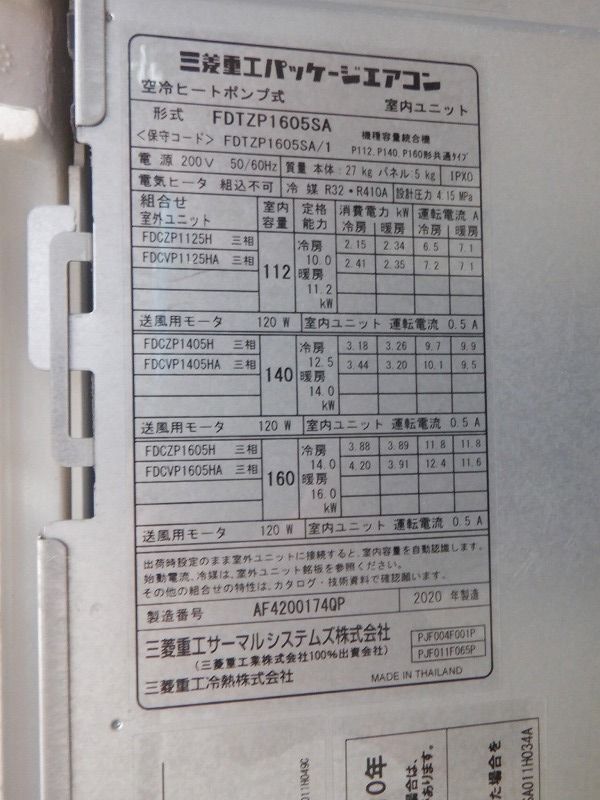 三菱重工パッケージエアコン
空冷ヒートポンプ式 室内ユニット
形式 FDTZP1605SA 機種容量統合機
<保守コード> FDTZP1605SA/1 P112、P140、P160形共通タイプ
電源 200V 50/60Hz 質量 本体:27kg パネル:5kg IPX0
電気ヒータ 組込不可 冷媒 R32・R410A 設計圧力 4.15 MPa
組合せ 室外ユニット 室内容量 定格能力 消費電力 kW 運転電流 A
冷房 暖房 冷房 暖房
FDCZP1125H 三相 112 冷房 2.15 2.34 6.5 7.1
FDCVP1125HA 三相 10.0 2.41 2.35 7.2 7.1
暖房
11.2
kW
送風用モータ 120 W 室内ユニット 運転電流 0.5 A
FDCZP1405H 三相 140 冷房 3.18 3.26 9.7 9.9
FDCVP1405HA 三相 12.5 3.44 3.20 10.1 9.5
暖房
14.0
kW
送風用モータ 120 W 室内ユニット 運転電流 0.5 A
FDCZP1605H 三相 160 冷房 3.88 3.89 11.8 11.8
FDCVP1605HA 三相 14.0 4.20 3.91 12.4 11.6
暖房
16.0
kW
送風用モータ 120 W 室内ユニット 運転電流 0.5 A
出荷時設定のまま室外ユニットに接続すると、室内容量を自動認識します。
始動電流、冷媒は、室外ユニット銘板を参照ください。
その他の組合せの特性は、カタログ・技術資料で確認願います。
製造番号 AF4200174QP 2020 年製造
三菱重工サーマルシステムズ株式会社 PJF004F001P
(三菱重工業株式会社100%出資会社) PJF011F065P
三菱重工冷熱株式会社 MADE IN THAILAND
011H049C
0年
合は、
あります。
た場合を
A011H034A